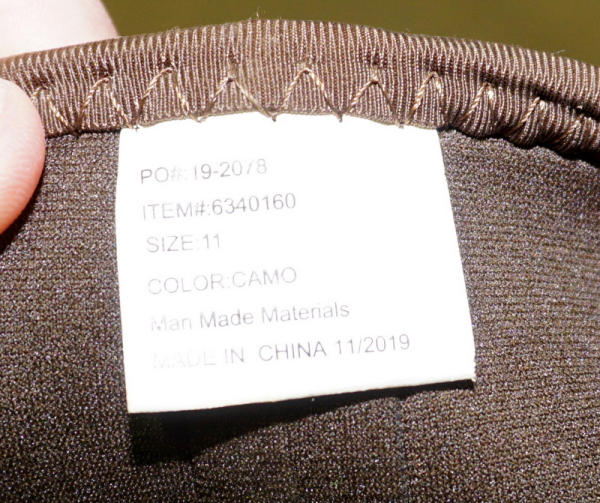 PO#:19-2078
ITEM#:6340160
SIZE:11
COLOR:CAMO
Man Made Materials
MADE IN CHINA 11/2019